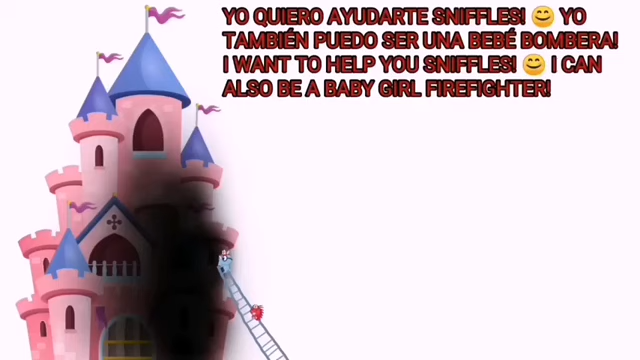 YO QUIERO AYUDARTE SNIFFLES! 😊 YO
TAMBIÉN PUEDO SER UNA BEBÉ BOMBERA!
I WANT TO HELP YOU SNIFFLES! 😊 I CAN
ALSO BE A BABY GIRL FIREFIGHTER!